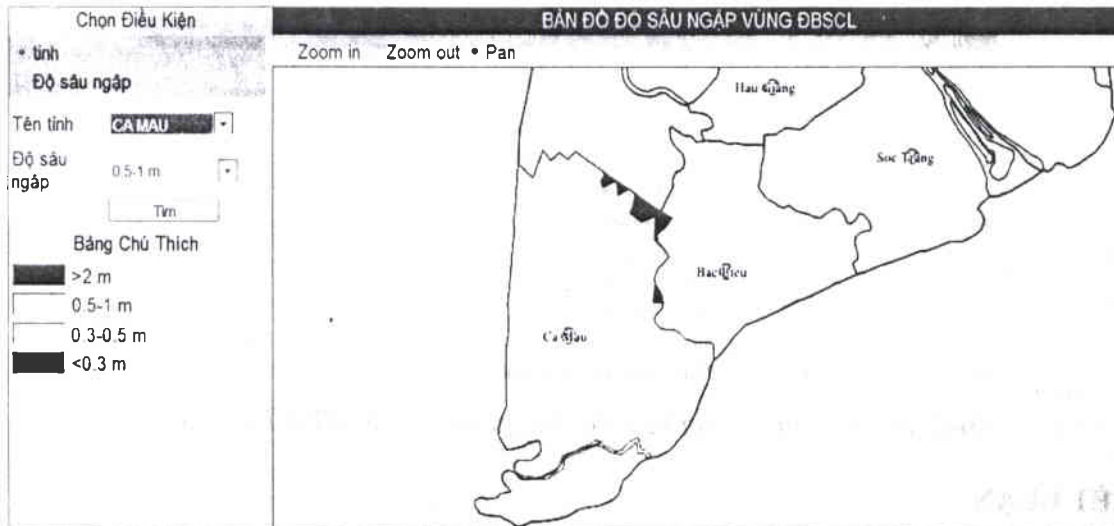 Chọn Điều Kiện
tỉnh
Độ sâu ngập
Tên tỉnh CA MAU
Độ sâu ngập 0.5-1 m
Tìm
Bảng Chú Thích
>2 m
0.5-1 m
0.3-0.5 m
<0.3 m
BẢN ĐỒ ĐỘ SÂU NGẬP VÙNG ĐBSCL
Zoom in Zoom out • Pan
Hau Giang
Soc Trang
Bac Lieu
Ca Mau